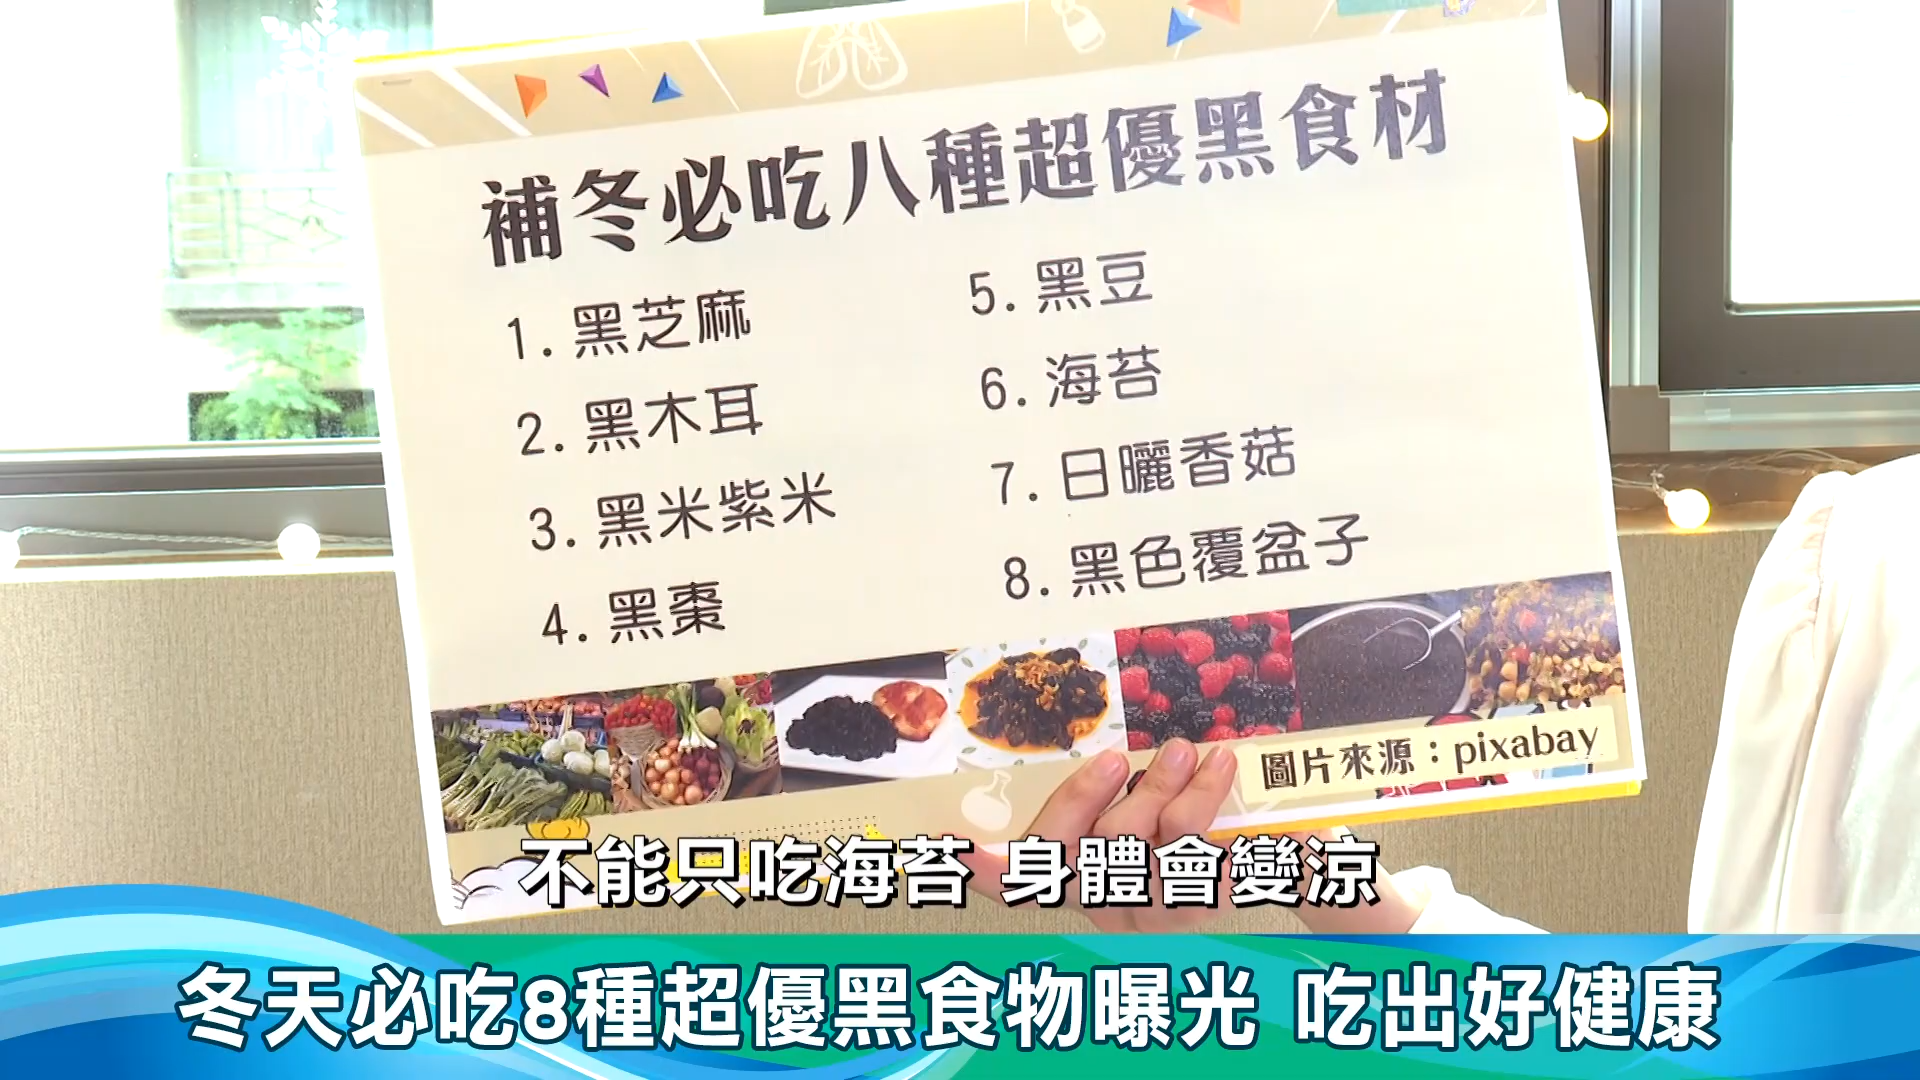 補冬必吃八種超優黑食材
1. 黑芝麻
2. 黑木耳
3. 黑米紫米
4. 黑棗
5. 黑豆
6. 海苔
7. 日曬香菇
8. 黑色覆盆子
圖片來源：pixabay
不能只吃海苔 身體會變涼
冬天必吃8種超優黑食物曝光 吃出好健康